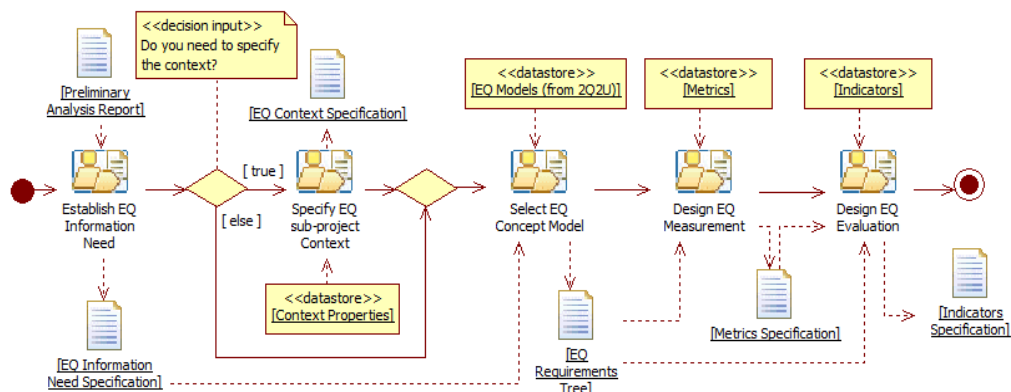 <<decision input>>
Do you need to specify
the context?
[Preliminary
Analysis Report]
[EQ Context Specification]
<<datastore>>
[EQ Models (from 2Q2U)]
<<datastore>>
[Metrics]
<<datastore>>
[Indicators]
[ true ]
[ else ]
Establish EQ
Information
Need
Specify EQ
sub-project
Context
Select EQ
Concept Model
Design EQ
Measurement
Design EQ
Evaluation
<<datastore>>
[Context Properties]
[EQ Information
Need Specification]
[EQ
Requirements
Tree]
[Metrics Specification]
[Indicators
Specification]